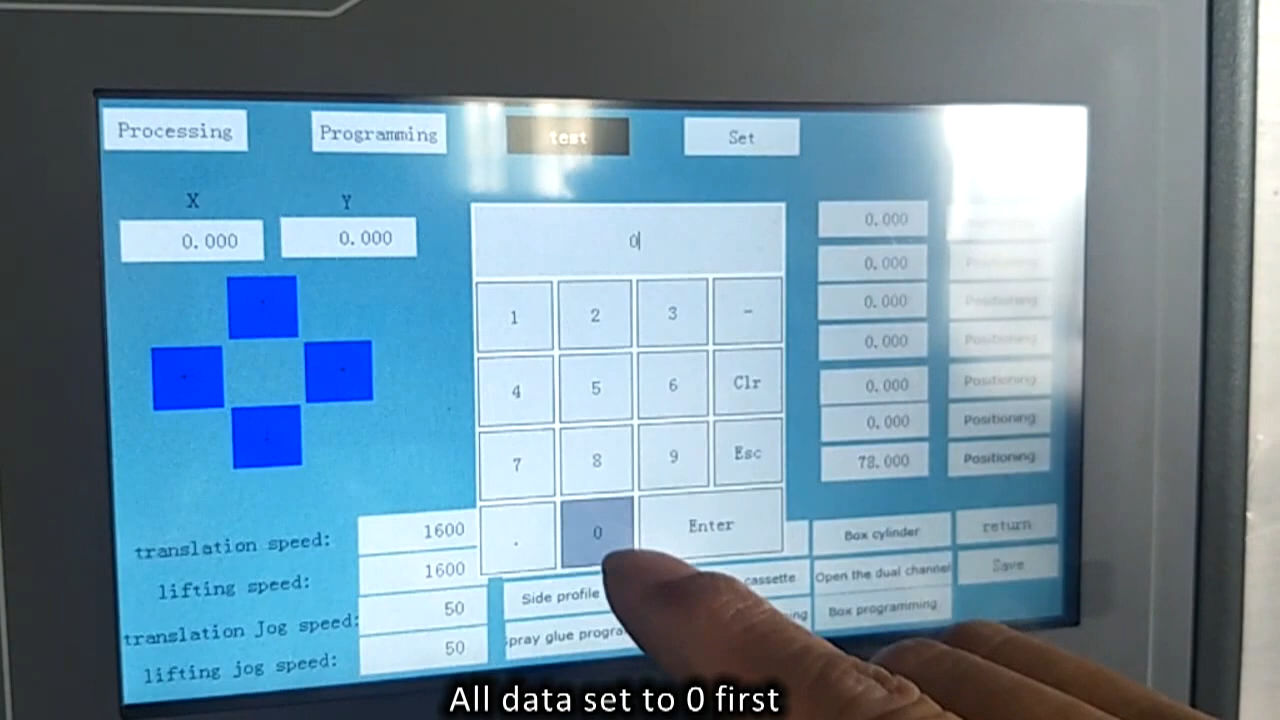 Processing Programming test Set
X Y
0.000 0.000
0
1 2 3 -
4 5 6 Clr
7 8 9 Esc
. 0 Enter
0.000
0.000 Positioning
0.000 Positioning
0.000 Positioning
0.000 Positioning
0.000 Positioning
78.000 Positioning
translation speed: 1600
lifting speed: 1600
translation Jog speed: 50
lifting jog speed: 50
Side profile
cassette
Box cylinder
return
Open the dual channel
Save
Box programming
All data set to 0 first